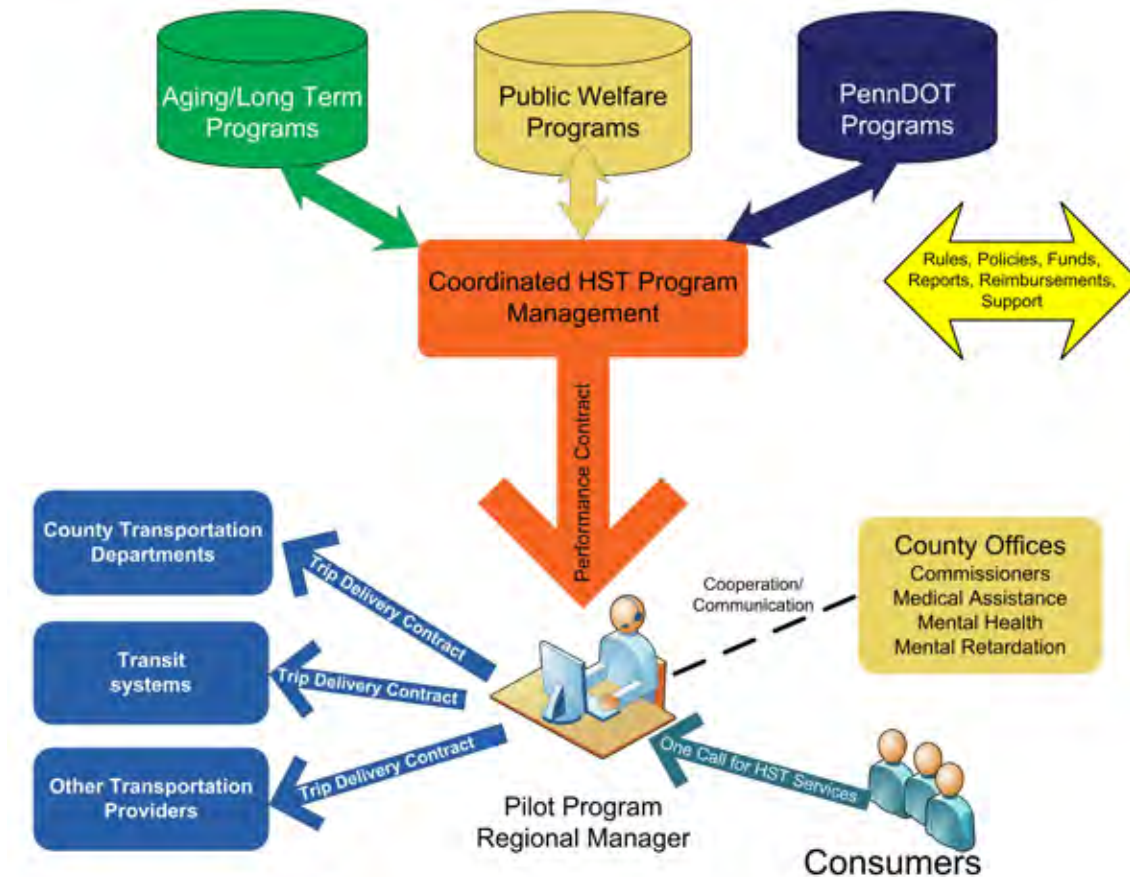 Aging/Long Term
Programs
Public Welfare
Programs
PennDOT
Programs
Coordinated HST Program
Management
Rules, Policies, Funds,
Reports, Reimbursements,
Support
Performance Contract
County Transportation
Departments
Trip Delivery Contract
Transit
systems
Trip Delivery Contract
Other Transportation
Providers
Trip Delivery Contract
Cooperation/
Communication
County Offices
Commissioners
Medical Assistance
Mental Health
Mental Retardation
One Call for HST Services
Pilot Program
Regional Manager
Consumers